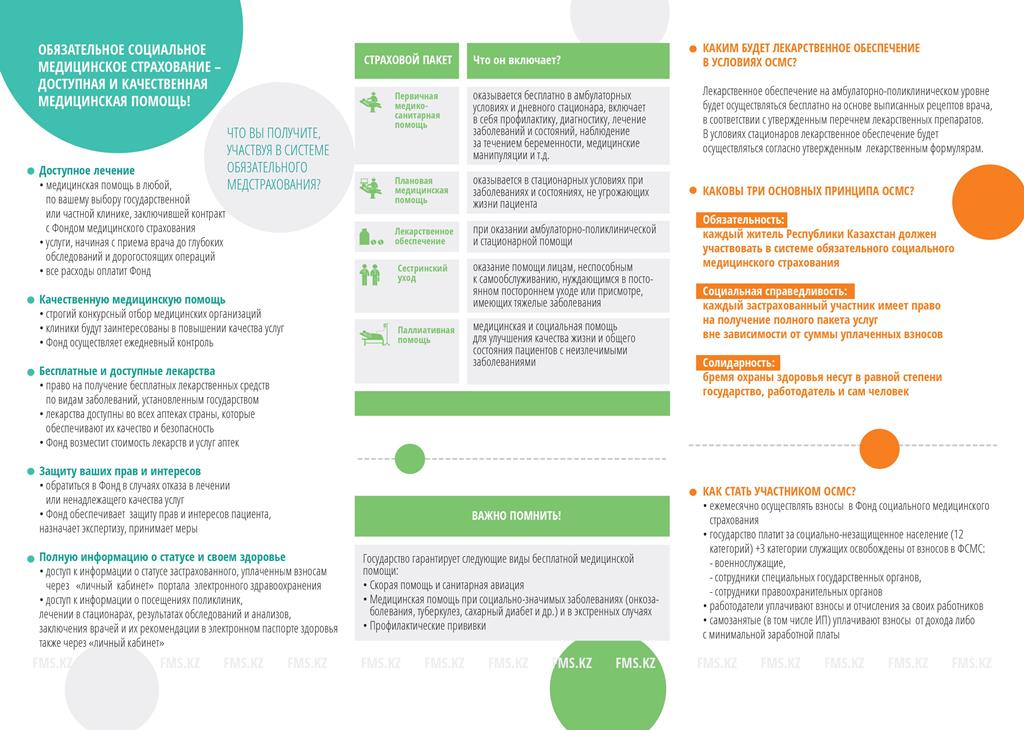 ОБЯЗАТЕЛЬНОЕ СОЦИАЛЬНОЕ
МЕДИЦИНСКОЕ СТРАХОВАНИЕ –
ДОСТУПНАЯ И КАЧЕСТВЕННАЯ
МЕДИЦИНСКАЯ ПОМОЩЬ!
ЧТО ВЫ ПОЛУЧИТЕ,
УЧАСТВУЯ В СИСТЕМЕ
ОБЯЗАТЕЛЬНОГО
МЕДСТРАХОВАНИЯ?
Доступное лечение
• медицинская помощь в любой,
по вашему выбору государственной
или частной клинике, заключившей контракт
с Фондом медицинского страхования
• услуги, начиная с приема врача до глубоких
обследований и дорогостоящих операций
• все расходы оплатит Фонд
Качественную медицинскую помощь
• строгий конкурсный отбор медицинских организаций
• клиники будут заинтересованы в повышении качества услуг
• Фонд осуществляет ежедневный контроль
Бесплатные и доступные лекарства
• право на получение бесплатных лекарственных средств
по видам заболеваний, установленным государством
• лекарства доступны во всех аптеках страны, которые
обеспечивают их качество и безопасность
• Фонд возместит стоимость лекарств и услуг аптек
Защиту ваших прав и интересов
• обратиться в Фонд в случаях отказа в лечении
или ненадлежащего качества услуг
• Фонд обеспечивает защиту прав и интересов пациента,
назначает экспертизу, принимает меры
Полную информацию о статусе и своем здоровье
• доступ к информации о статусе застрахованного, уплаченным взносам
через «личный кабинет» портала электронного здравоохранения
• доступ к информации о посещениях поликлиник,
лечении в стационарах, результатах обследований и анализов,
заключения врачей и их рекомендации в электронном паспорте здоровья
также через «личный кабинет»
СТРАХОВОЙ ПАКЕТ
Что он включает?
Первичная
медико-
санитарная
помощь
оказывается бесплатно в амбулаторных
условиях и дневного стационара, включает
в себя профилактику, диагностику, лечение
заболеваний и состояний, наблюдение
за течением беременности, медицинские
манипуляции и т.д.
Плановая
медицинская
помощь
оказывается в стационарных условиях при
заболеваниях и состояниях, не угрожающих
жизни пациента
Лекарственное
обеспечение
при оказании амбулаторно-поликлинической
и стационарной помощи
Сестринский
уход
оказание помощи лицам, неспособным
к самообслуживанию, нуждающимся в посто-
янном постороннем уходе или присмотре,
имеющих тяжелые заболевания
Паллиативная
помощь
медицинская и социальная помощь
для улучшения качества жизни и общего
состояния пациентов с неизлечимыми
заболеваниями
ВАЖНО ПОМНИТЬ!
Государство гарантирует следующие виды бесплатной медицинской
помощи:
• Скорая помощь и санитарная авиация
• Медицинская помощь при социально-значимых заболеваниях (онкоза-
болевания, туберкулез, сахарный диабет и др.) и в экстренных случаях
• Профилактические прививки
КАКИМ БУДЕТ ЛЕКАРСТВЕННОЕ ОБЕСПЕЧЕНИЕ
В УСЛОВИЯХ ОСМС?
Лекарственное обеспечение на амбулаторно-поликлиническом уровне
будет осуществляться бесплатно на основе выписанных рецептов врача,
в соответствии с утвержденным перечнем лекарственных препаратов.
В условиях стационаров лекарственное обеспечение будет
осуществляться согласно утвержденным лекарственным формулярам.
КАКОВЫ ТРИ ОСНОВНЫХ ПРИНЦИПА ОСМС?
Обязательность:
каждый житель Республики Казахстан должен
участвовать в системе обязательного социального
медицинского страхования
Социальная справедливость:
каждый застрахованный участник имеет право
на получение полного пакета услуг
вне зависимости от суммы уплаченных взносов
Солидарность:
бремя охраны здоровья несут в равной степени
государство, работодатель и сам человек
КАК СТАТЬ УЧАСТНИКОМ ОСМС?
• ежемесячно осуществлять взносы в Фонд социального медицинского
страхования
• государство платит за социально-незащищенное население (12
категорий) +3 категории служащих освобождены от взносов в ФСМС:
- военнослужащие,
- сотрудники специальных государственных органов,
- сотрудники правоохранительных органов
• работодатели уплачивают взносы и отчисления за своих работников
• самозанятые (в том числе ИП) уплачивают взносы от дохода либо
с минимальной заработной платы
FMS.KZ FMS.KZ FMS.KZ FMS.KZ FMS.KZ FMS.KZ FMS.KZ FMS.KZ FMS.KZ FMS.KZ FMS.KZ FMS.KZ FMS.KZ FMS.KZ FMS.KZ